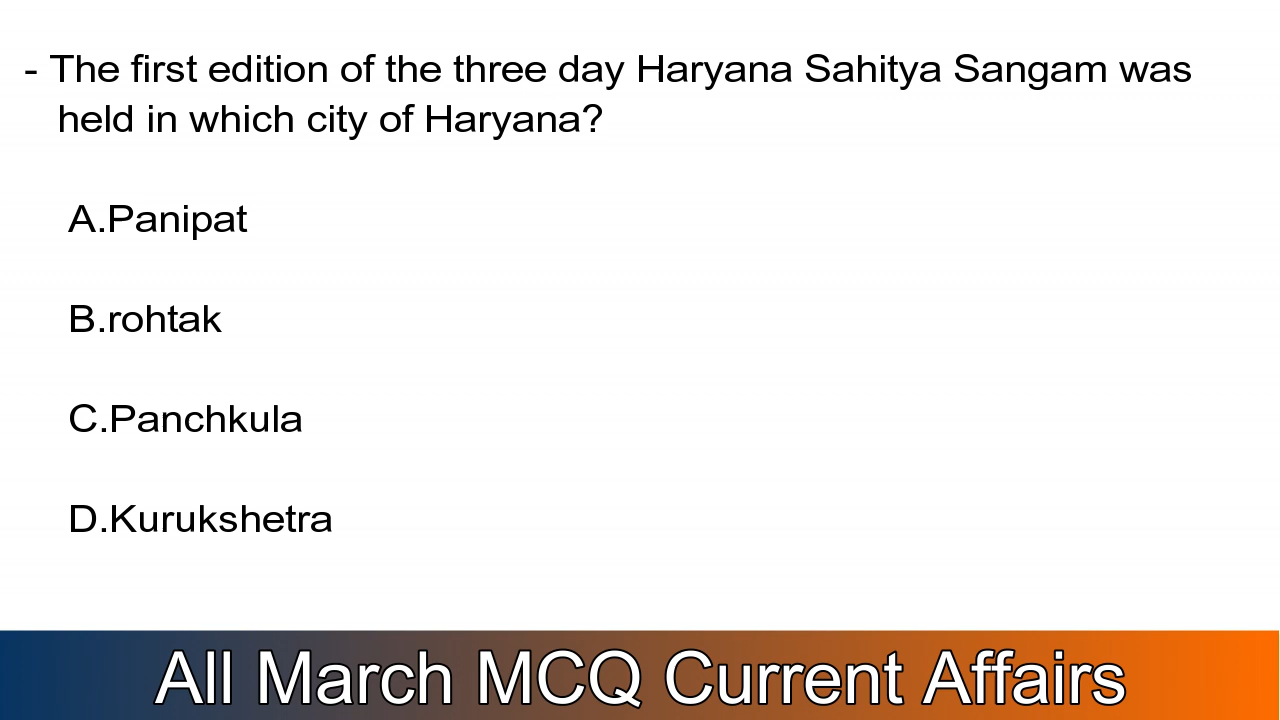 - The first edition of the three day Haryana Sahitya Sangam was
held in which city of Haryana?
A.Panipat
B.rohtak
C.Panchkula
D.Kurukshetra
All March MCQ Current Affairs